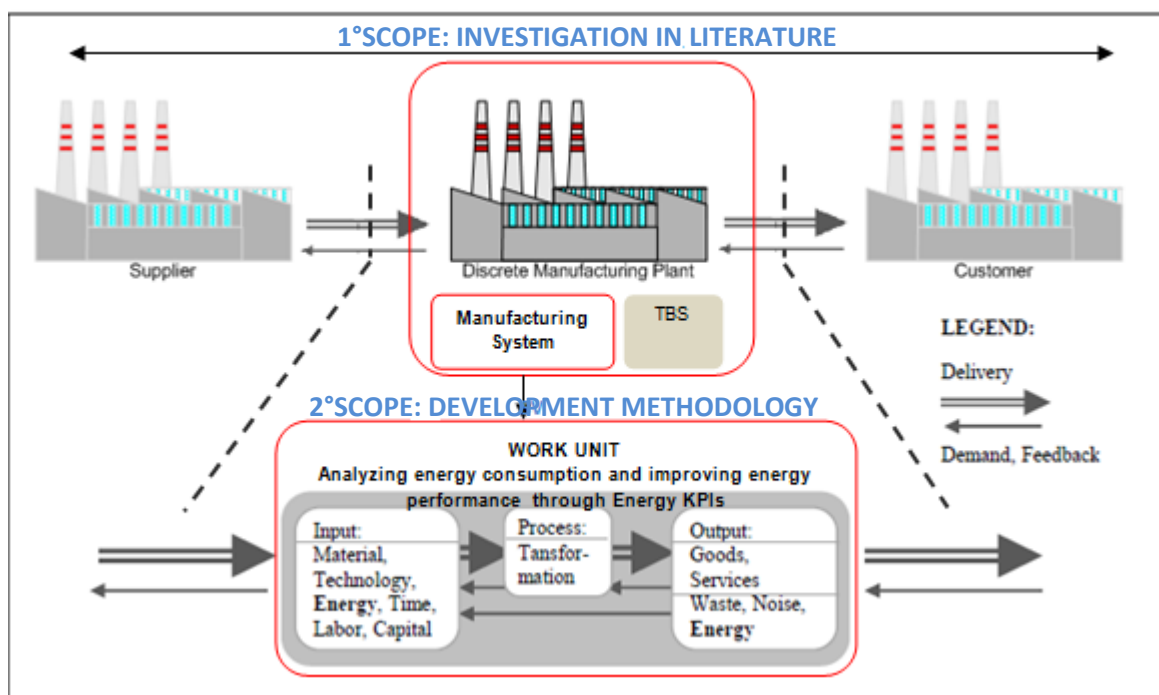 1°SCOPE: INVESTIGATION IN LITERATURE
Supplier
Discrete Manufacturing Plant
Customer
Manufacturing
System
TBS
LEGEND:
Delivery
Demand, Feedback
2°SCOPE: DEVELOPMENT METHODOLOGY
WORK UNIT
Analyzing energy consumption and improving energy
performance through Energy KPIs
Input:
Material,
Technology,
Energy, Time,
Labor, Capital
Process:
Tansfor-
mation
Output:
Goods,
Services
Waste, Noise,
Energy